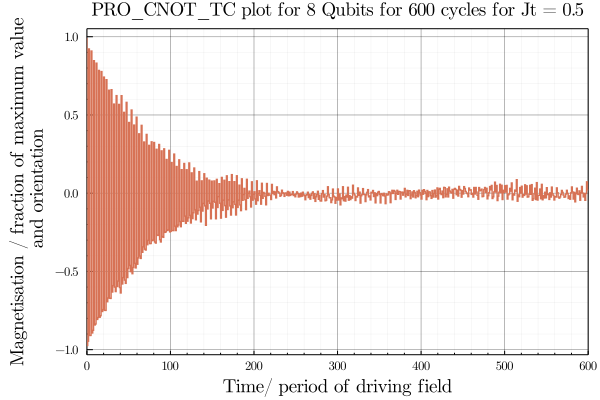 PRO_CNOT_TC plot for 8 Qubits for 600 cycles for Jt = 0.5
Magnetisation / fraction of maximum value
and orientation
1.0
0.5
0.0
−0.5
−1.0
0 100 200 300 400 500 600
Time/ period of driving field